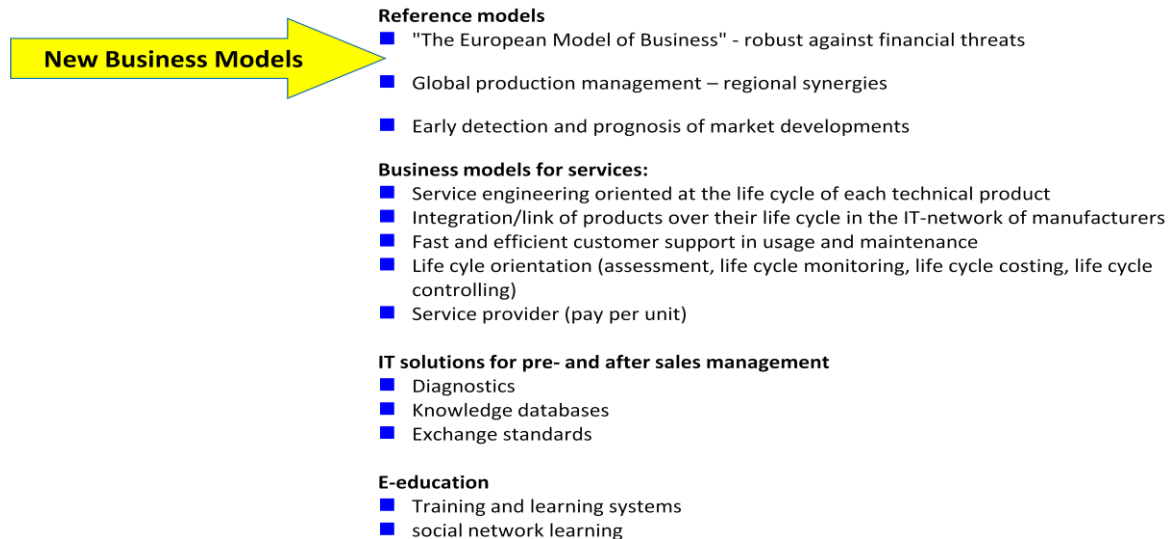 Reference models
"The European Model of Business" - robust against financial threats
New Business Models
Global production management – regional synergies
Early detection and prognosis of market developments
Business models for services:
Service engineering oriented at the life cycle of each technical product
Integration/link of products over their life cycle in the IT-network of manufacturers
Fast and efficient customer support in usage and maintenance
Life cyle orientation (assessment, life cycle monitoring, life cycle costing, life cycle
controlling)
Service provider (pay per unit)
IT solutions for pre- and after sales management
Diagnostics
Knowledge databases
Exchange standards
E-education
Training and learning systems
social network learning